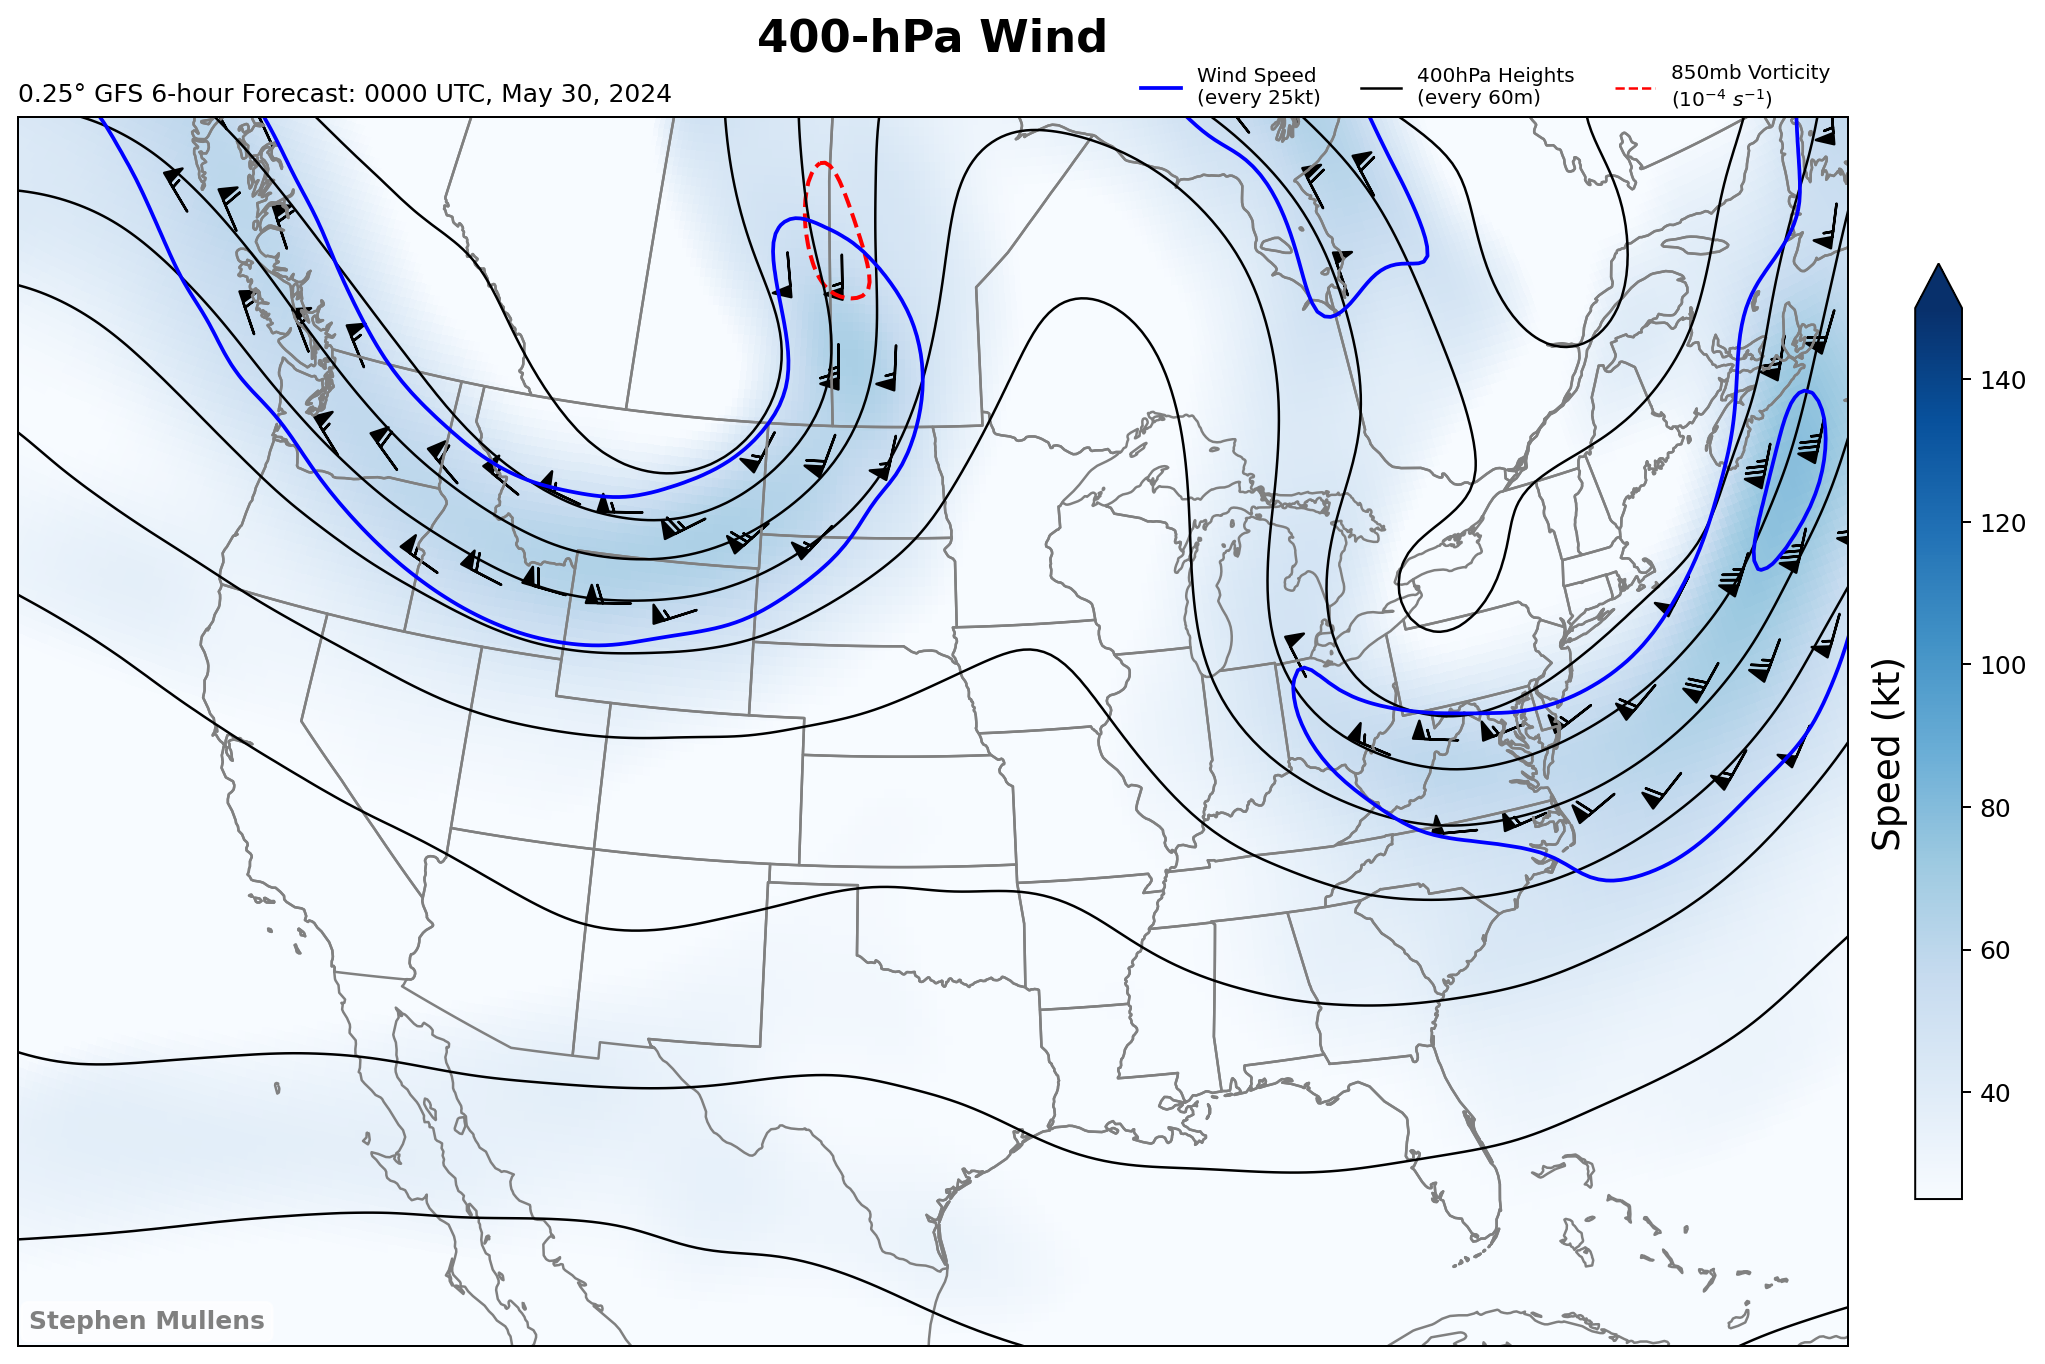 400-hPa Wind
0.25° GFS 6-hour Forecast: 0000 UTC, May 30, 2024
Wind Speed
(every 25kt)
400hPa Heights
(every 60m)
850mb Vorticity
(10⁻⁴ s⁻¹)
140
120
100
80
60
40
Speed (kt)
Stephen Mullens